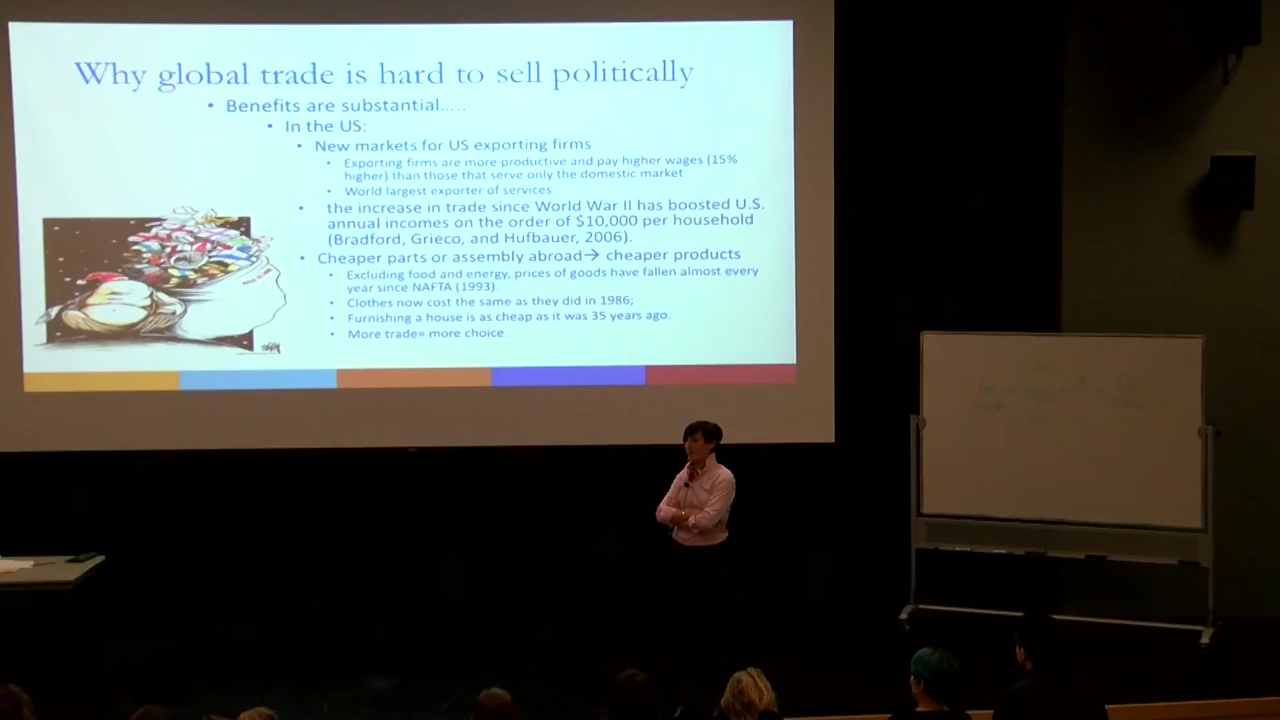 Why global trade is hard to sell politically
• Benefits are substantial.....
• In the US:
• New markets for US exporting firms
• Exporting firms are more productive and pay higher wages (15%
higher) than those that serve only the domestic market
• World largest exporter of services
• the increase in trade since World War II has boosted U.S.
annual incomes on the order of $10,000 per household
(Bradford, Grieco, and Hufbauer, 2006).
• Cheaper parts or assembly abroad→ cheaper products
• Excluding food and energy, prices of goods have fallen almost every
year since NAFTA (1993).
• Clothes now cost the same as they did in 1986;
• Furnishing a house is as cheap as it was 35 years ago.
• More trade= more choice.